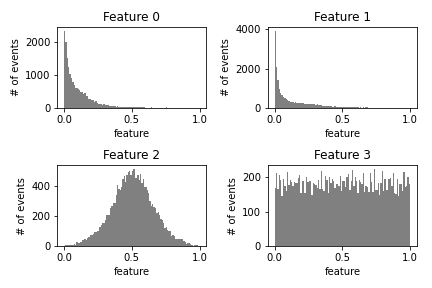 Feature 0
# of events
2000
1000
0
0.0 0.5 1.0
feature
Feature 1
# of events
4000
2000
0
0.0 0.5 1.0
feature
Feature 2
# of events
400
200
0
0.0 0.5 1.0
feature
Feature 3
# of events
200
100
0
0.0 0.5 1.0
feature